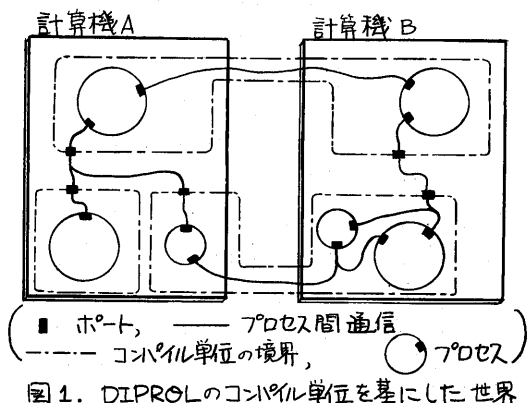 計算機A
計算機B
ポート,
プロセス間通信
コンパイル単位の境界,
プロセス
図1. DIPROLのコンパイル単位を基にした世界